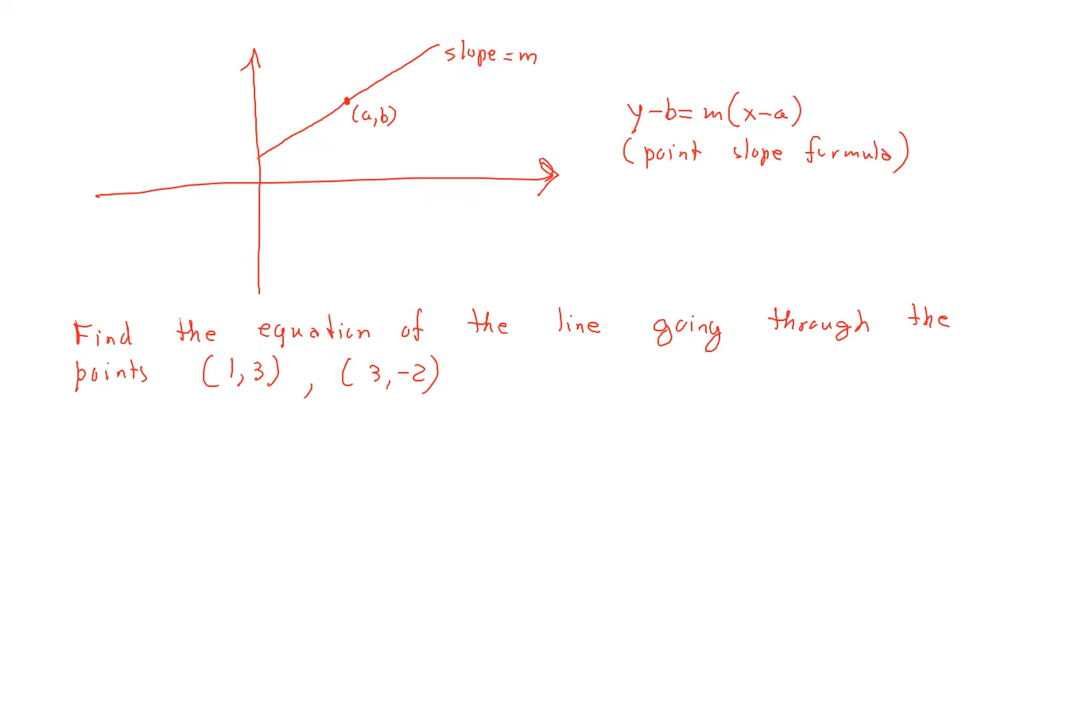 slope = m
(a,b)
y-b = m(x-a)
(point slope formula)
Find the equation of the line going through the
points (1,3) , (3,-2)